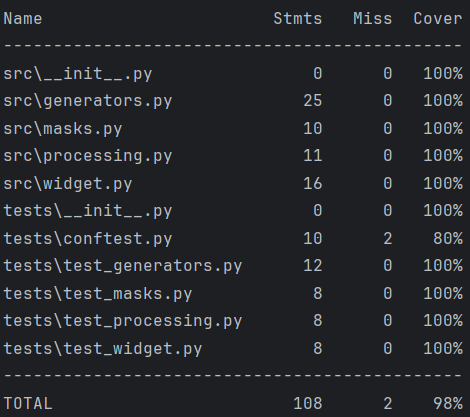 Name                       Stmts   Miss  Cover
----------------------------------------------
src\__init__.py                0      0   100%
src\generators.py             25      0   100%
src\masks.py                  10      0   100%
src\processing.py             11      0   100%
src\widget.py                 16      0   100%
tests\__init__.py              0      0   100%
tests\conftest.py             10      2    80%
tests\test_generators.py      12      0   100%
tests\test_masks.py            8      0   100%
tests\test_processing.py       8      0   100%
tests\test_widget.py           8      0   100%
----------------------------------------------
TOTAL                        108      2    98%